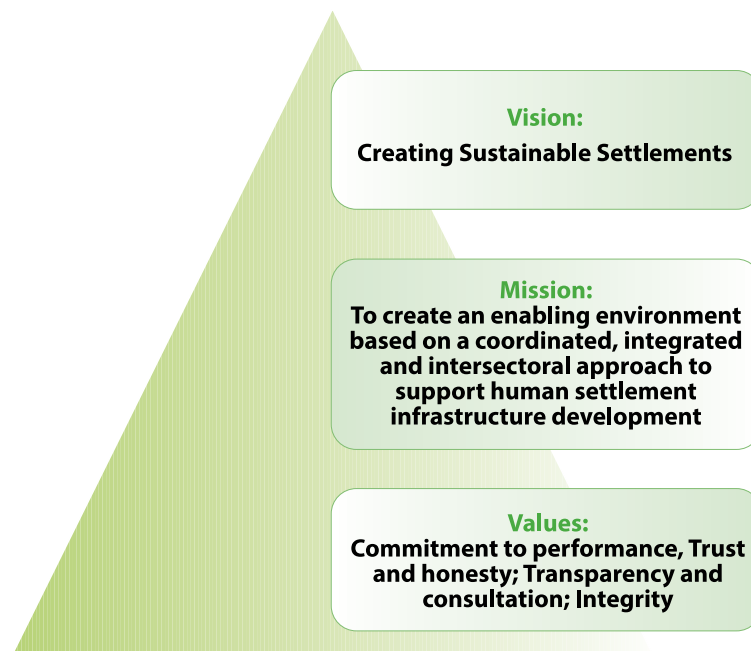 Vision:
Creating Sustainable Settlements
Mission:
To create an enabling environment
based on a coordinated, integrated
and intersectoral approach to
support human settlement
infrastructure development
Values:
Commitment to performance, Trust
and honesty; Transparency and
consultation; Integrity